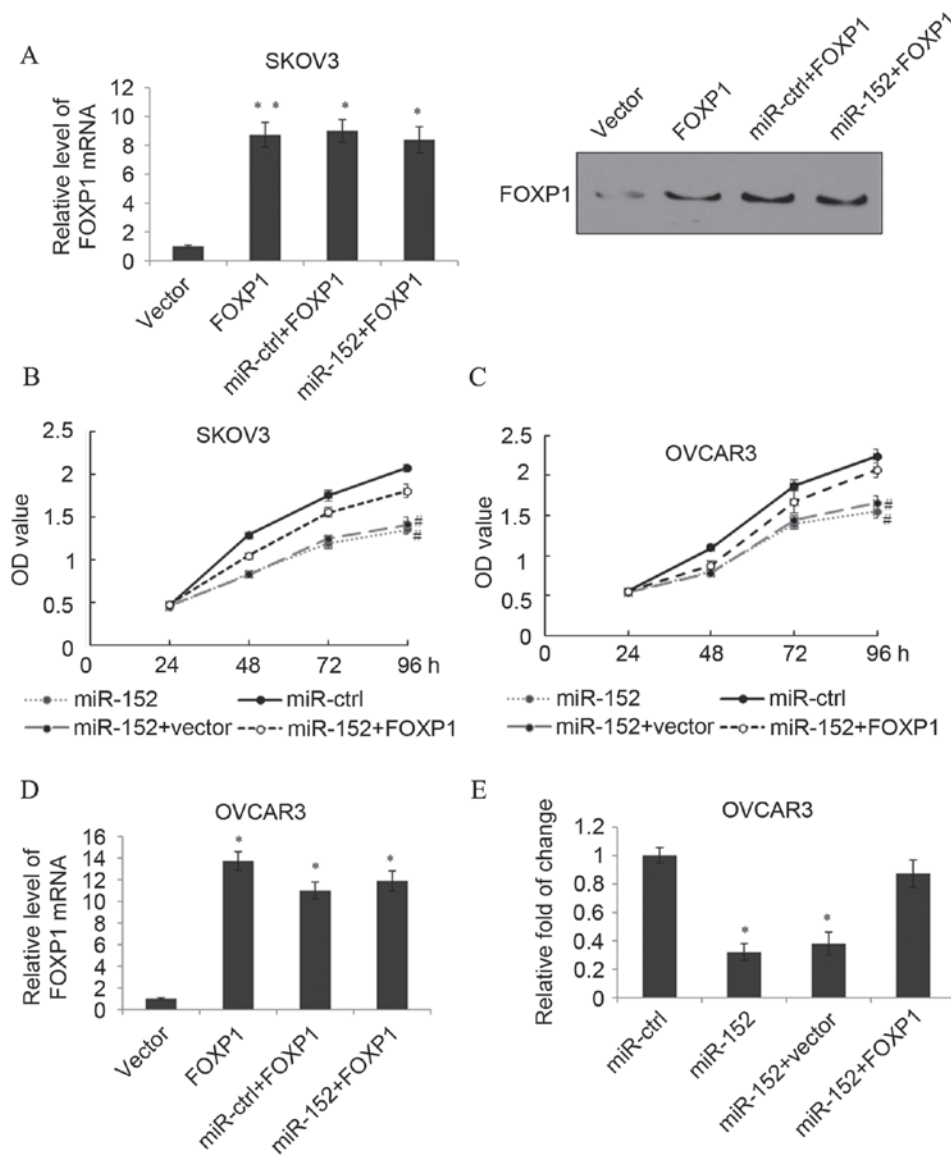 A
SKOV3
Relative level of
FOXP1 mRNA
12
10
8
6
4
2
0
* *
*
*
Vector
FOXP1
miR-ctrl+FOXP1
miR-152+FOXP1
Vector
FOXP1
miR-ctrl+FOXP1
miR-152+FOXP1
FOXP1
B
SKOV3
OD value
2.5
2
1.5
1
0.5
0
#
#
0 24 48 72 96 h
miR-152 miR-ctrl
miR-152+vector miR-152+FOXP1
C
OVCAR3
OD value
2.5
2
1.5
1
0.5
0
#
#
0 24 48 72 96 h
miR-152 miR-ctrl
miR-152+vector miR-152+FOXP1
D
OVCAR3
Relative level of
FOXP1 mRNA
16
14
12
10
8
6
4
2
0
*
*
*
Vector
FOXP1
miR-ctrl+FOXP1
miR-152+FOXP1
E
OVCAR3
Relative fold of change
1.2
1
0.8
0.6
0.4
0.2
0
*
*
miR-ctrl
miR-152
miR-152+vector
miR-152+FOXP1